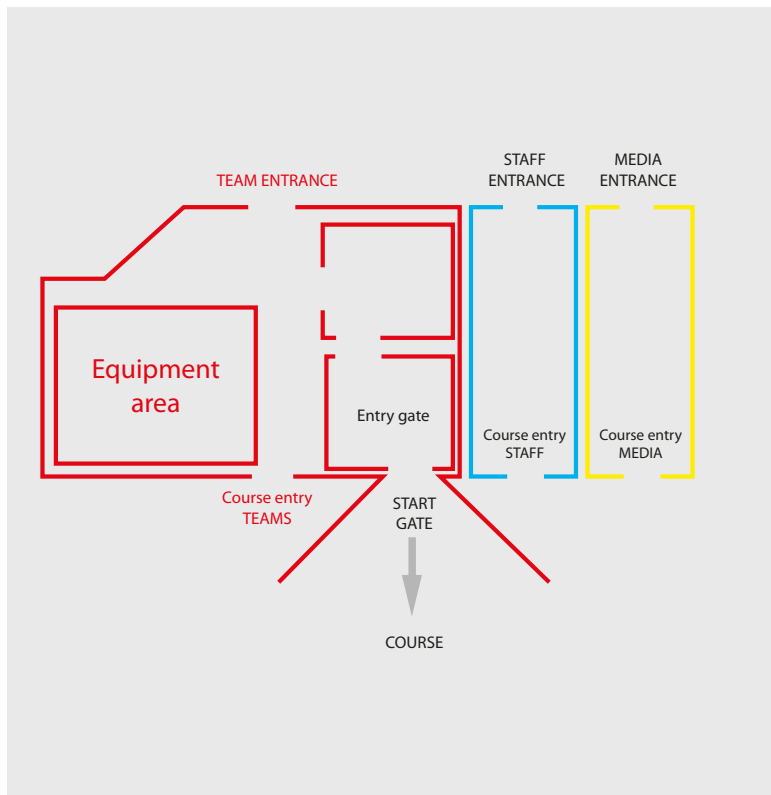 TEAM ENTRANCE
STAFF
ENTRANCE
MEDIA
ENTRANCE
Equipment
area
Entry gate
Course entry
STAFF
Course entry
MEDIA
Course entry
TEAMS
START
GATE
COURSE